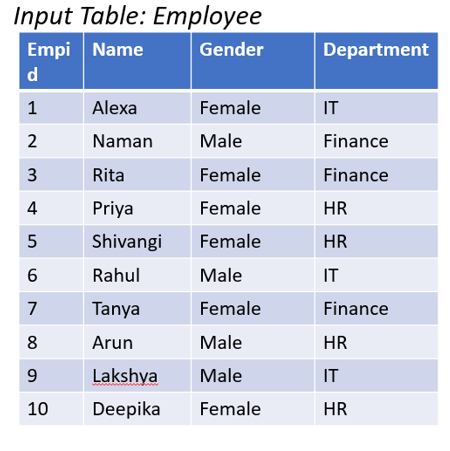 Input Table: Employee
Empi Name Gender Department
d
1 Alexa Female IT
2 Naman Male Finance
3 Rita Female Finance
4 Priya Female HR
5 Shivangi Female HR
6 Rahul Male IT
7 Tanya Female Finance
8 Arun Male HR
9 Lakshya Male IT
10 Deepika Female HR